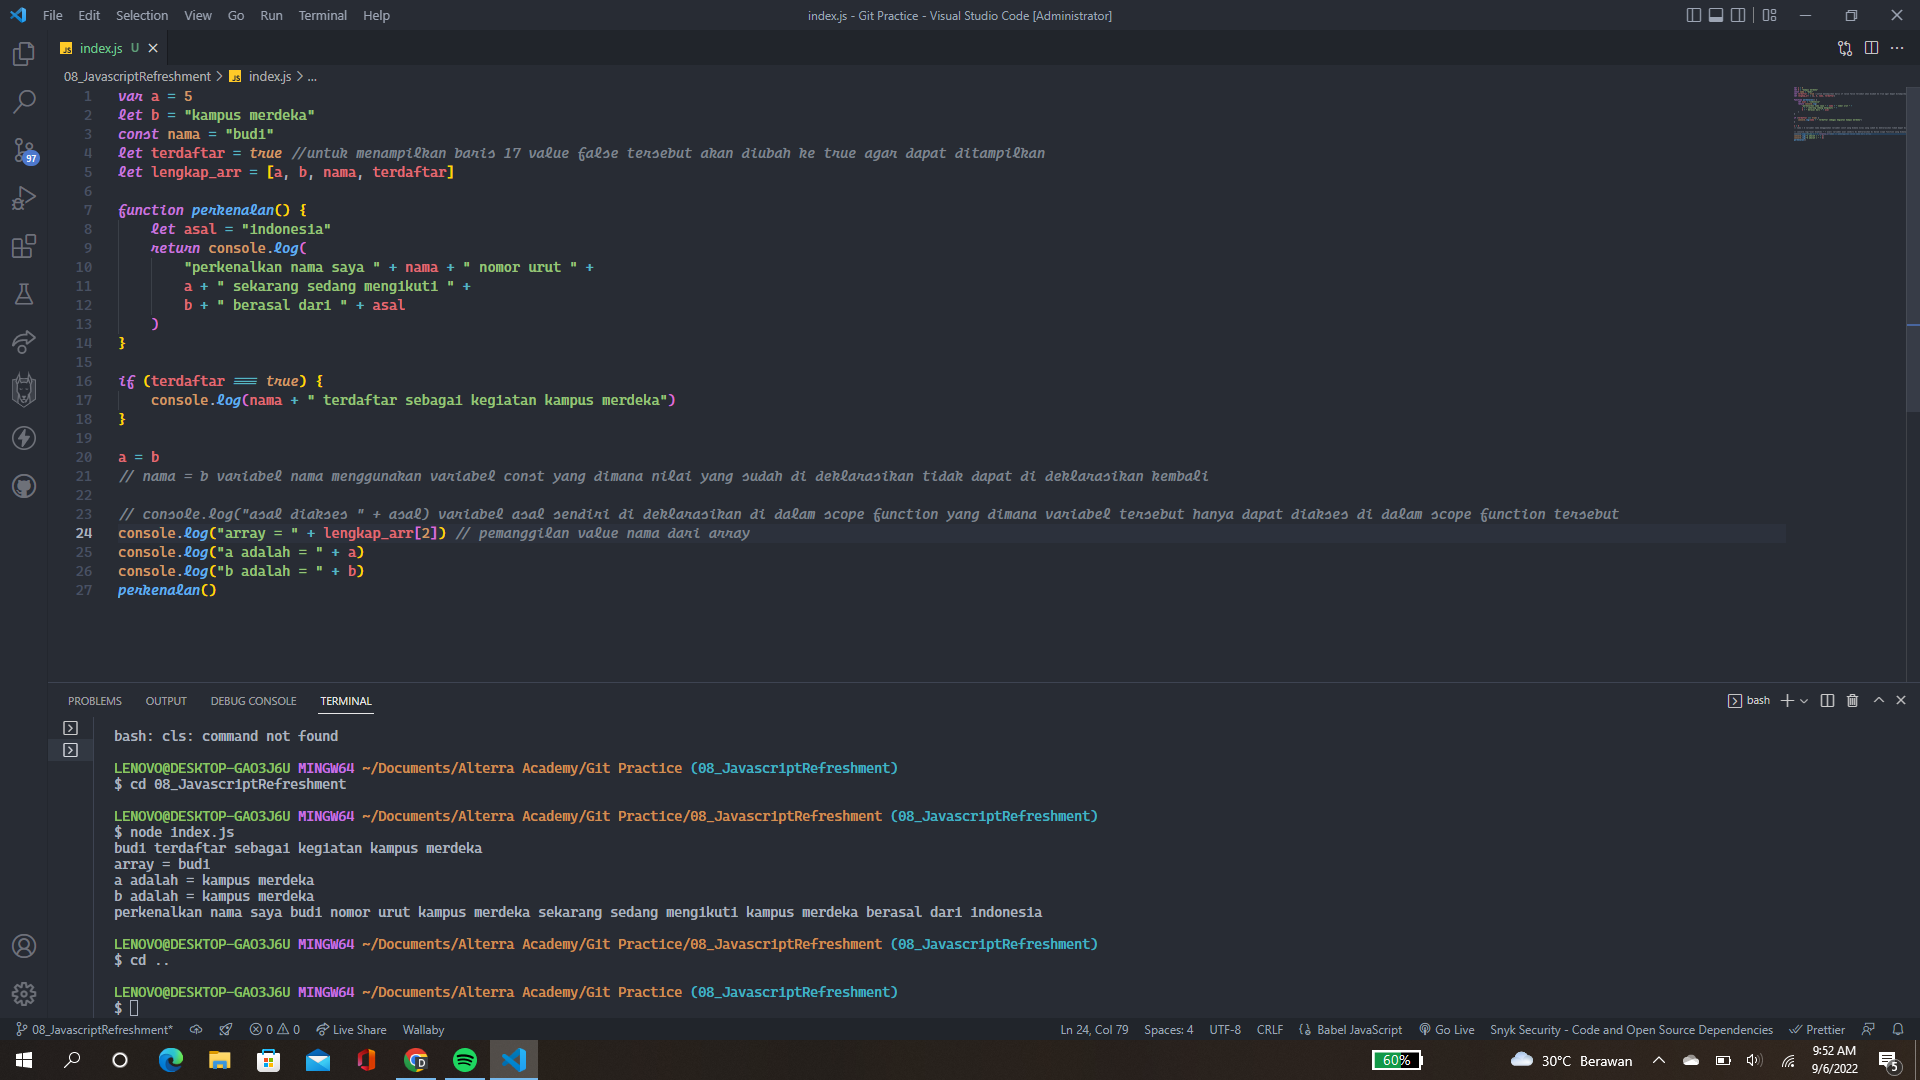 File Edit Selection View Go Run Terminal Help
index.js - Git Practice - Visual Studio Code [Administrator]
JS index.js U
08_JavascriptRefreshment > JS index.js > ...
1 var a = 5
2 let b = "kampus merdeka"
3 const nama = "budi"
4 let terdaftar = true //untuk menampilkan baris 17 value false tersebut akan diubah ke true agar dapat ditampilkan
5 let lengkap_arr = [a, b, nama, terdaftar]
6
7 function perkenalan() {
8 let asal = "indonesia"
9 return console.log(
10 "perkenalkan nama saya " + nama + " nomor urut " +
11 a + " sekarang sedang mengikuti " +
12 b + " berasal dari " + asal
13 )
14 }
15
16 if (terdaftar === true) {
17 console.log(nama + " terdaftar sebagai kegiatan kampus merdeka")
18 }
19
20 a = b
21 // nama = b variabel nama menggunakan variabel const yang dimana nilai yang sudah di deklarasikan tidak dapat di deklarasikan kembali
22
23 // console.log("asal diakses " + asal) variabel asal sendiri di deklarasikan di dalam scope function yang dimana variabel tersebut hanya dapat diakses di dalam scope function tersebut
24 console.log("array = " + lengkap_arr[2]) // pemanggilan value nama dari array
25 console.log("a adalah = " + a)
26 console.log("b adalah = " + b)
27 perkenalan()
97
PROBLEMS OUTPUT DEBUG CONSOLE TERMINAL
bash
bash: cls: command not found
LENOVO@DESKTOP-GAO3J6U MINGW64 ~/Documents/Alterra Academy/Git Practice (08_JavascriptRefreshment)
$ cd 08_JavascriptRefreshment
LENOVO@DESKTOP-GAO3J6U MINGW64 ~/Documents/Alterra Academy/Git Practice/08_JavascriptRefreshment (08_JavascriptRefreshment)
$ node index.js
budi terdaftar sebagai kegiatan kampus merdeka
array = budi
a adalah = kampus merdeka
b adalah = kampus merdeka
perkenalkan nama saya budi nomor urut kampus merdeka sekarang sedang mengikuti kampus merdeka berasal dari indonesia
LENOVO@DESKTOP-GAO3J6U MINGW64 ~/Documents/Alterra Academy/Git Practice/08_JavascriptRefreshment (08_JavascriptRefreshment)
$ cd ..
LENOVO@DESKTOP-GAO3J6U MINGW64 ~/Documents/Alterra Academy/Git Practice (08_JavascriptRefreshment)
$
08_JavascriptRefreshment* 0 0 Live Share Wallaby
Ln 24, Col 79 Spaces: 4 UTF-8 CRLF Babel JavaScript Go Live Snyk Security - Code and Open Source Dependencies Prettier
60% 30°C Berawan
9:52 AM
9/6/2022
5